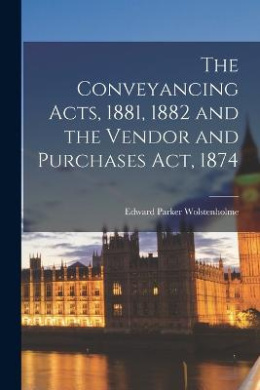 The
Conveyancing
Acts, 1881, 1882 and
the Vendor and
Purchases Act, 1874
Edward Parker Wolstenholme